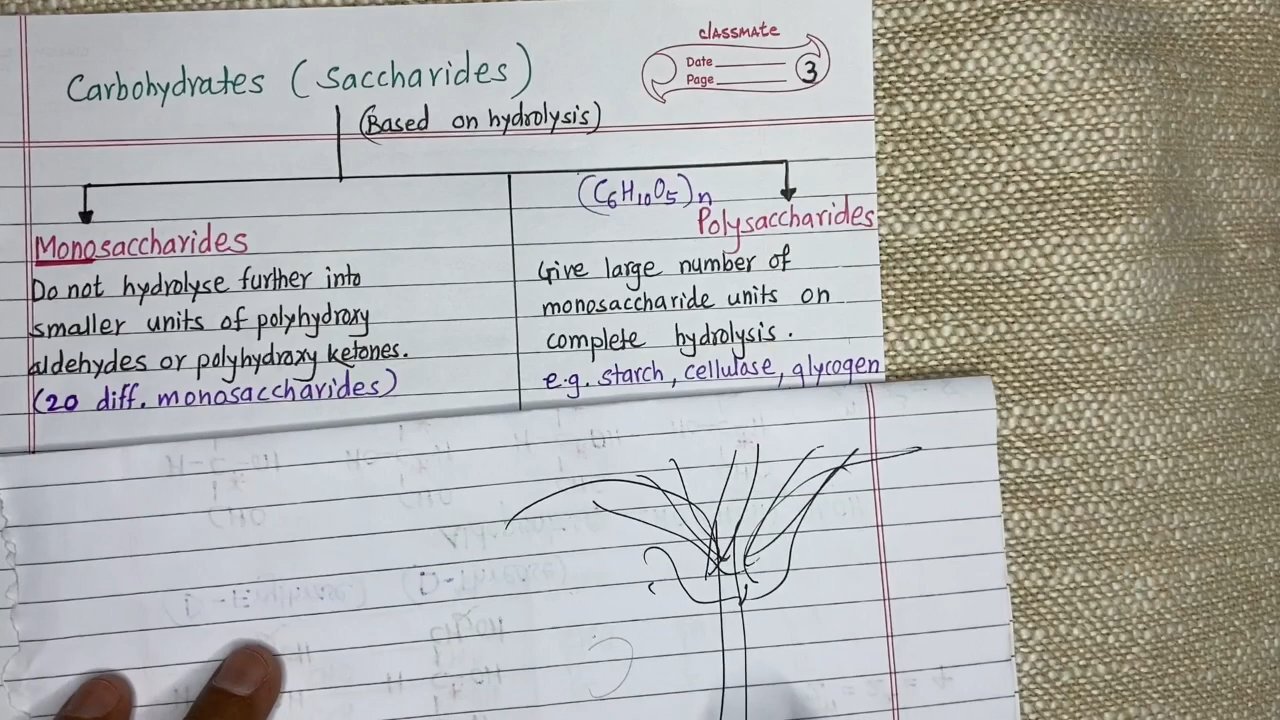 classmate
Date
Page 3
Carbohydrates (Saccharides)
(Based on hydrolysis)
Monosaccharides
Do not hydrolyse further into
smaller units of polyhydroxy
aldehydes or polyhydroxy ketones.
(20 diff. monosaccharides)
(C6H10O5)n
Polysaccharides
Give large number of
monosaccharide units on
complete hydrolysis.
e.g. starch, cellulose, glycogen